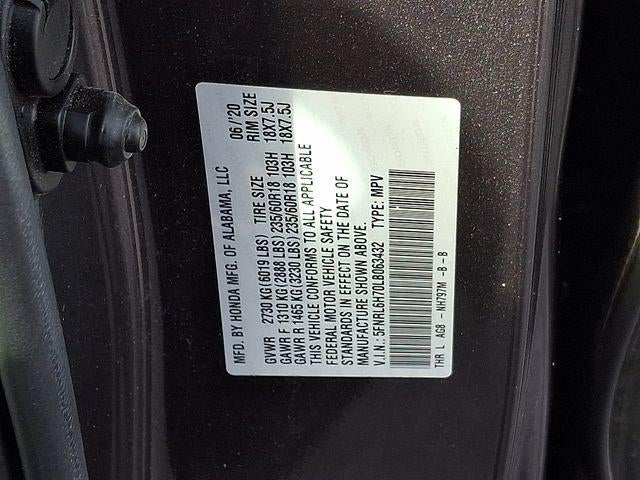 MFD. BY HONDA MFG. OF ALABAMA, LLC 06/'20
GVWR 2730 KG (6019 LBS) TIRE SIZE RIM SIZE
GAWR F 1310 KG (2888 LBS) 235/60R18 103H 18X7.5J
GAWR R 1465 KG (3230 LBS) 235/60R18 103H 18X7.5J
THIS VEHICLE CONFORMS TO ALL APPLICABLE
FEDERAL MOTOR VEHICLE SAFETY
STANDARDS IN EFFECT ON THE DATE OF
MANUFACTURE SHOWN ABOVE.
V.I.N.: 5FNRL6H70LB063432 TYPE: MPV
THR L AG8 - NH797M -B - B